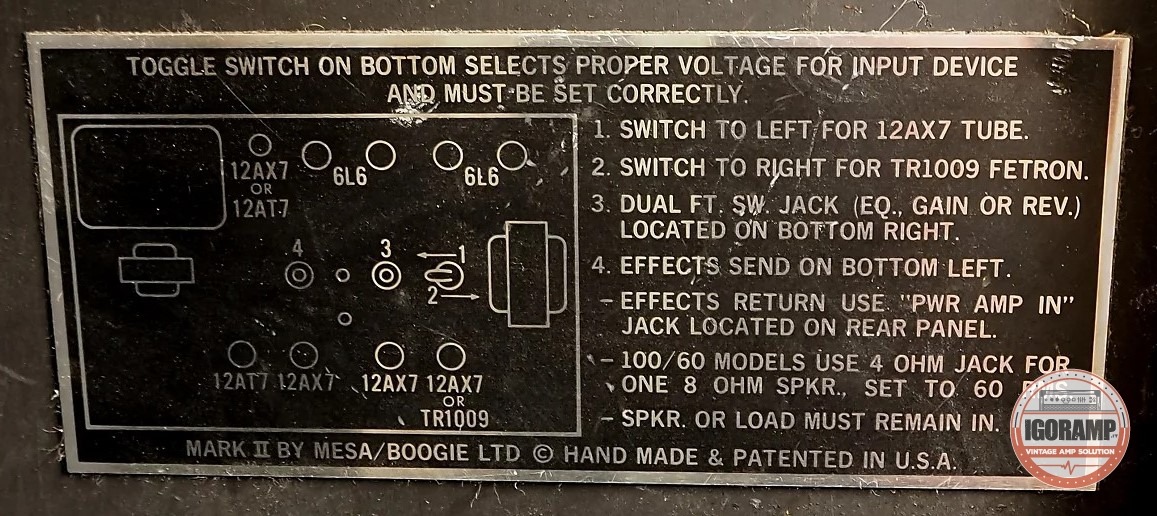 TOGGLE SWITCH ON BOTTOM SELECTS PROPER VOLTAGE FOR INPUT DEVICE
AND MUST BE SET CORRECTLY.
12AX7
OR
12AT7
6L6
6L6
4
3
1
2
12AT7
12AX7
12AX7
12AX7
OR
TR1009
1. SWITCH TO LEFT FOR 12AX7 TUBE.
2. SWITCH TO RIGHT FOR TR1009 FETRON.
3. DUAL FT. SW. JACK (EQ., GAIN OR REV.)
LOCATED ON BOTTOM RIGHT.
4. EFFECTS SEND ON BOTTOM LEFT.
- EFFECTS RETURN USE "PWR AMP IN"
JACK LOCATED ON REAR PANEL.
- 100/60 MODELS USE 4 OHM JACK FOR
ONE 8 OHM SPKR., SET TO 60
- SPKR. OR LOAD MUST REMAIN IN.
MARK II BY MESA/BOOGIE LTD © HAND MADE & PATENTED IN U.S.A.
IGORAMP
VINTAGE AMP SOLUTION